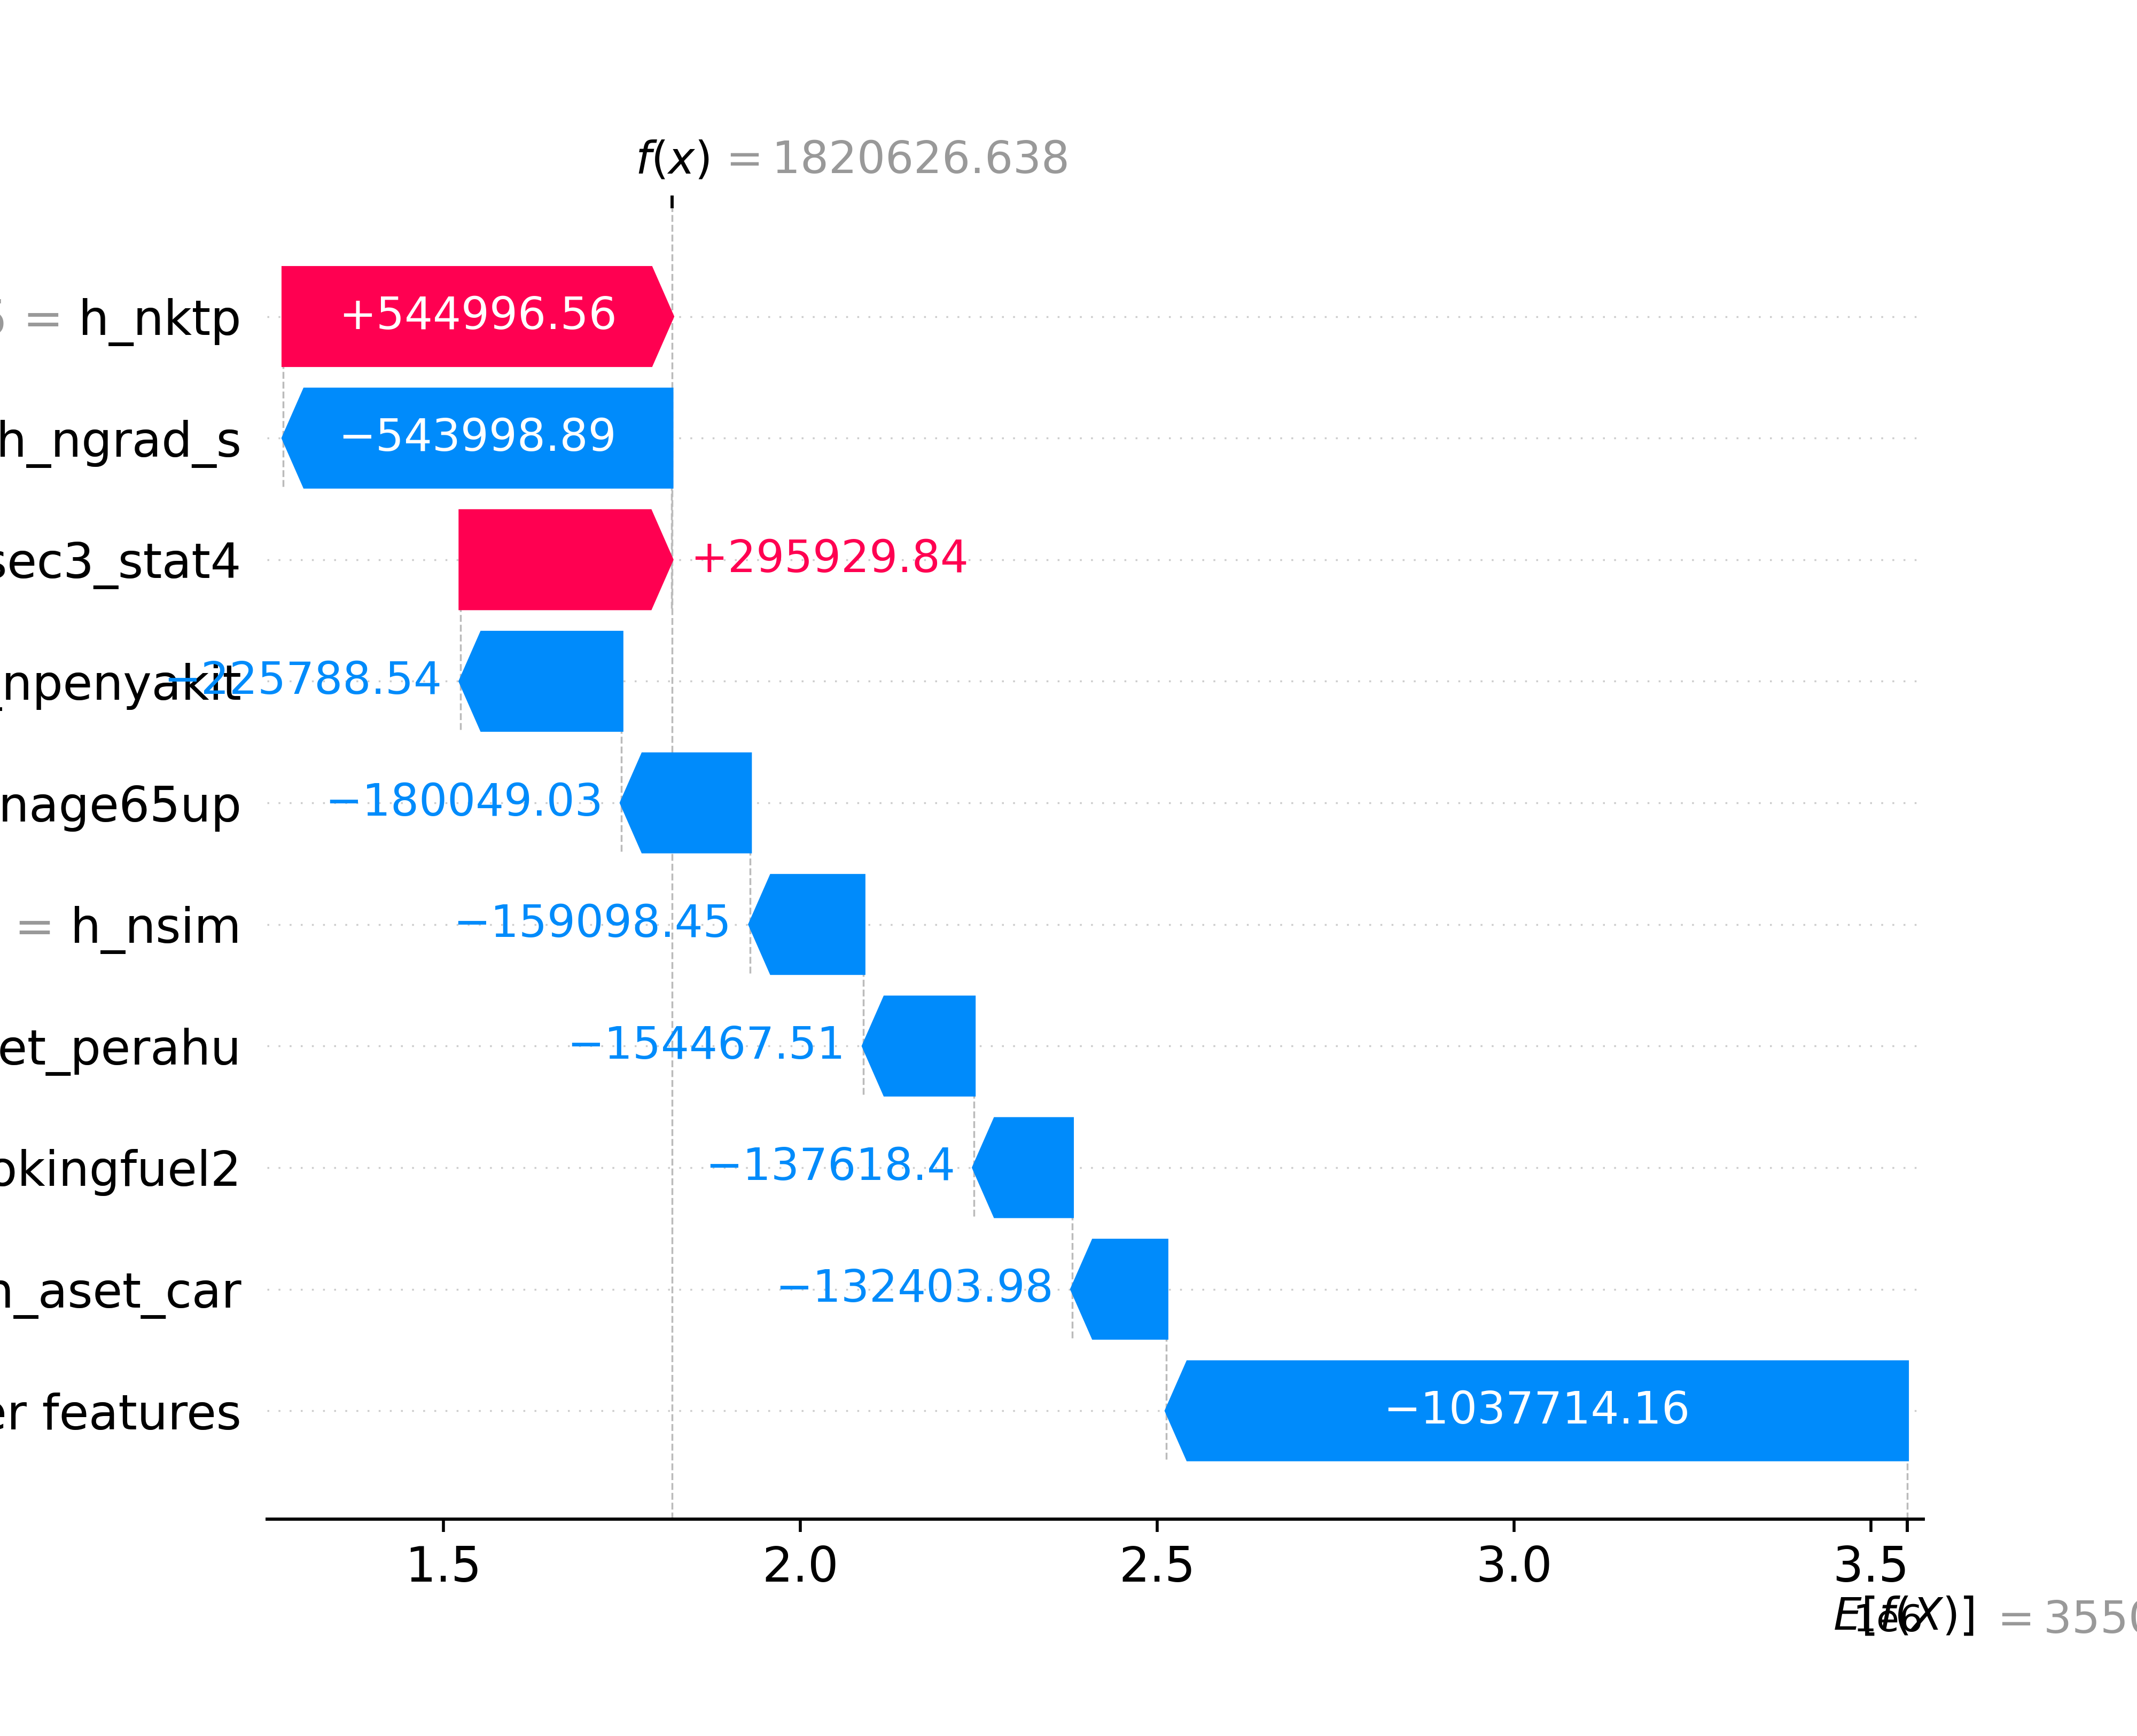 f(x) = 1820626.638
= h_nktp +544996.56
h_ngrad_s −543998.89
sec3_stat4 +295929.84
npenyakit −225788.54
nage65up −180049.03
= h_nsim −159098.45
et_perahu −154467.51
okingfuel2 −137618.4
_aset_car −132403.98
er features −1037714.16
1.5 2.0 2.5 3.0 3.5
E[f(X)] = 355
1e6